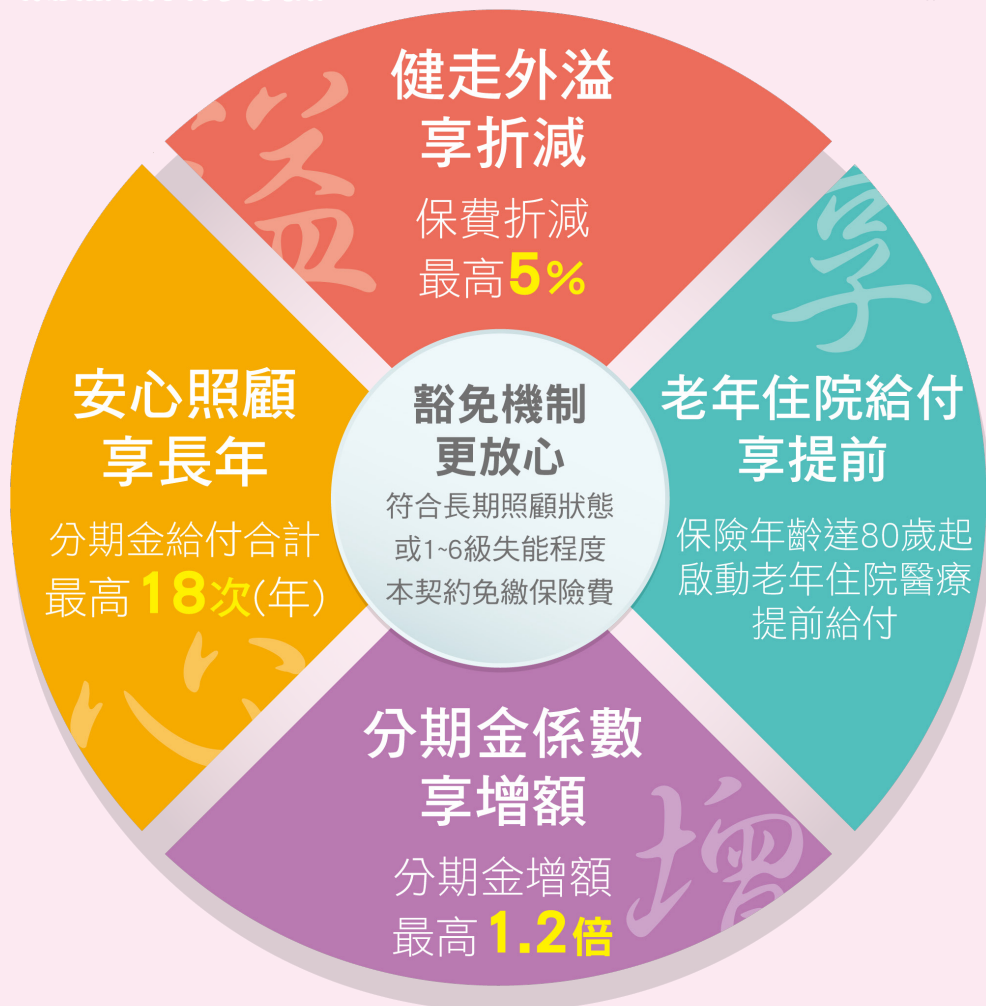 健走外溢
享折減
保費折減
最高5%
溢
安心照顧
享長年
分期金給付合計
最高18次(年)
心
豁免機制
更放心
符合長期照顧狀態
或1~6級失能程度
本契約免繳保險費
享
老年住院給付
享提前
保險年齡達80歲起
啟動老年住院醫療
提前給付
分期金係數
享增額
分期金增額
最高1.2倍
增